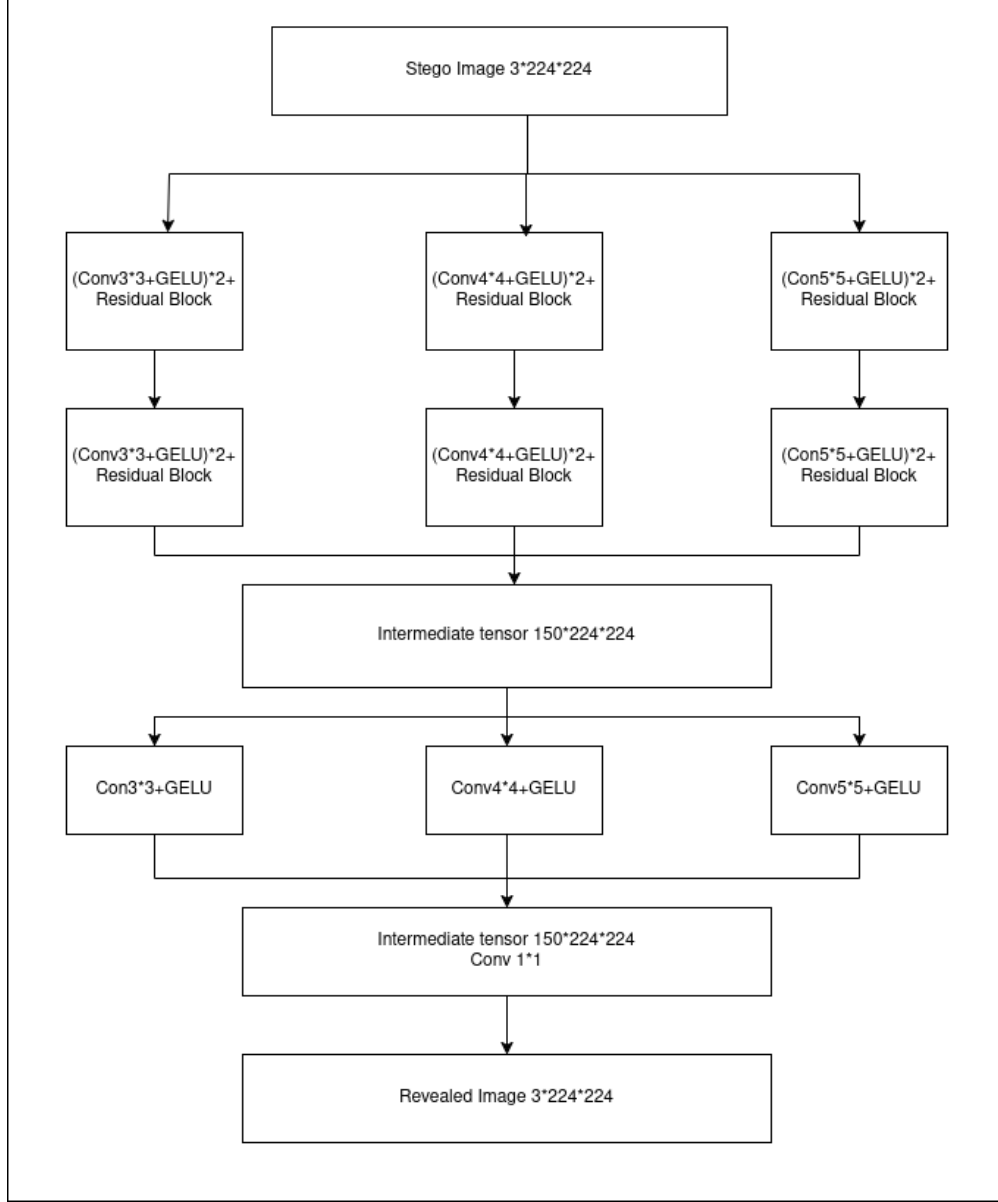 Stego Image 3*224*224
(Conv3*3+GELU)*2+
Residual Block
(Conv4*4+GELU)*2+
Residual Block
(Con5*5+GELU)*2+
Residual Block
(Conv3*3+GELU)*2+
Residual Block
(Conv4*4+GELU)*2+
Residual Block
(Con5*5+GELU)*2+
Residual Block
Intermediate tensor 150*224*224
Con3*3+GELU
Conv4*4+GELU
Conv5*5+GELU
Intermediate tensor 150*224*224
Conv 1*1
Revealed Image 3*224*224